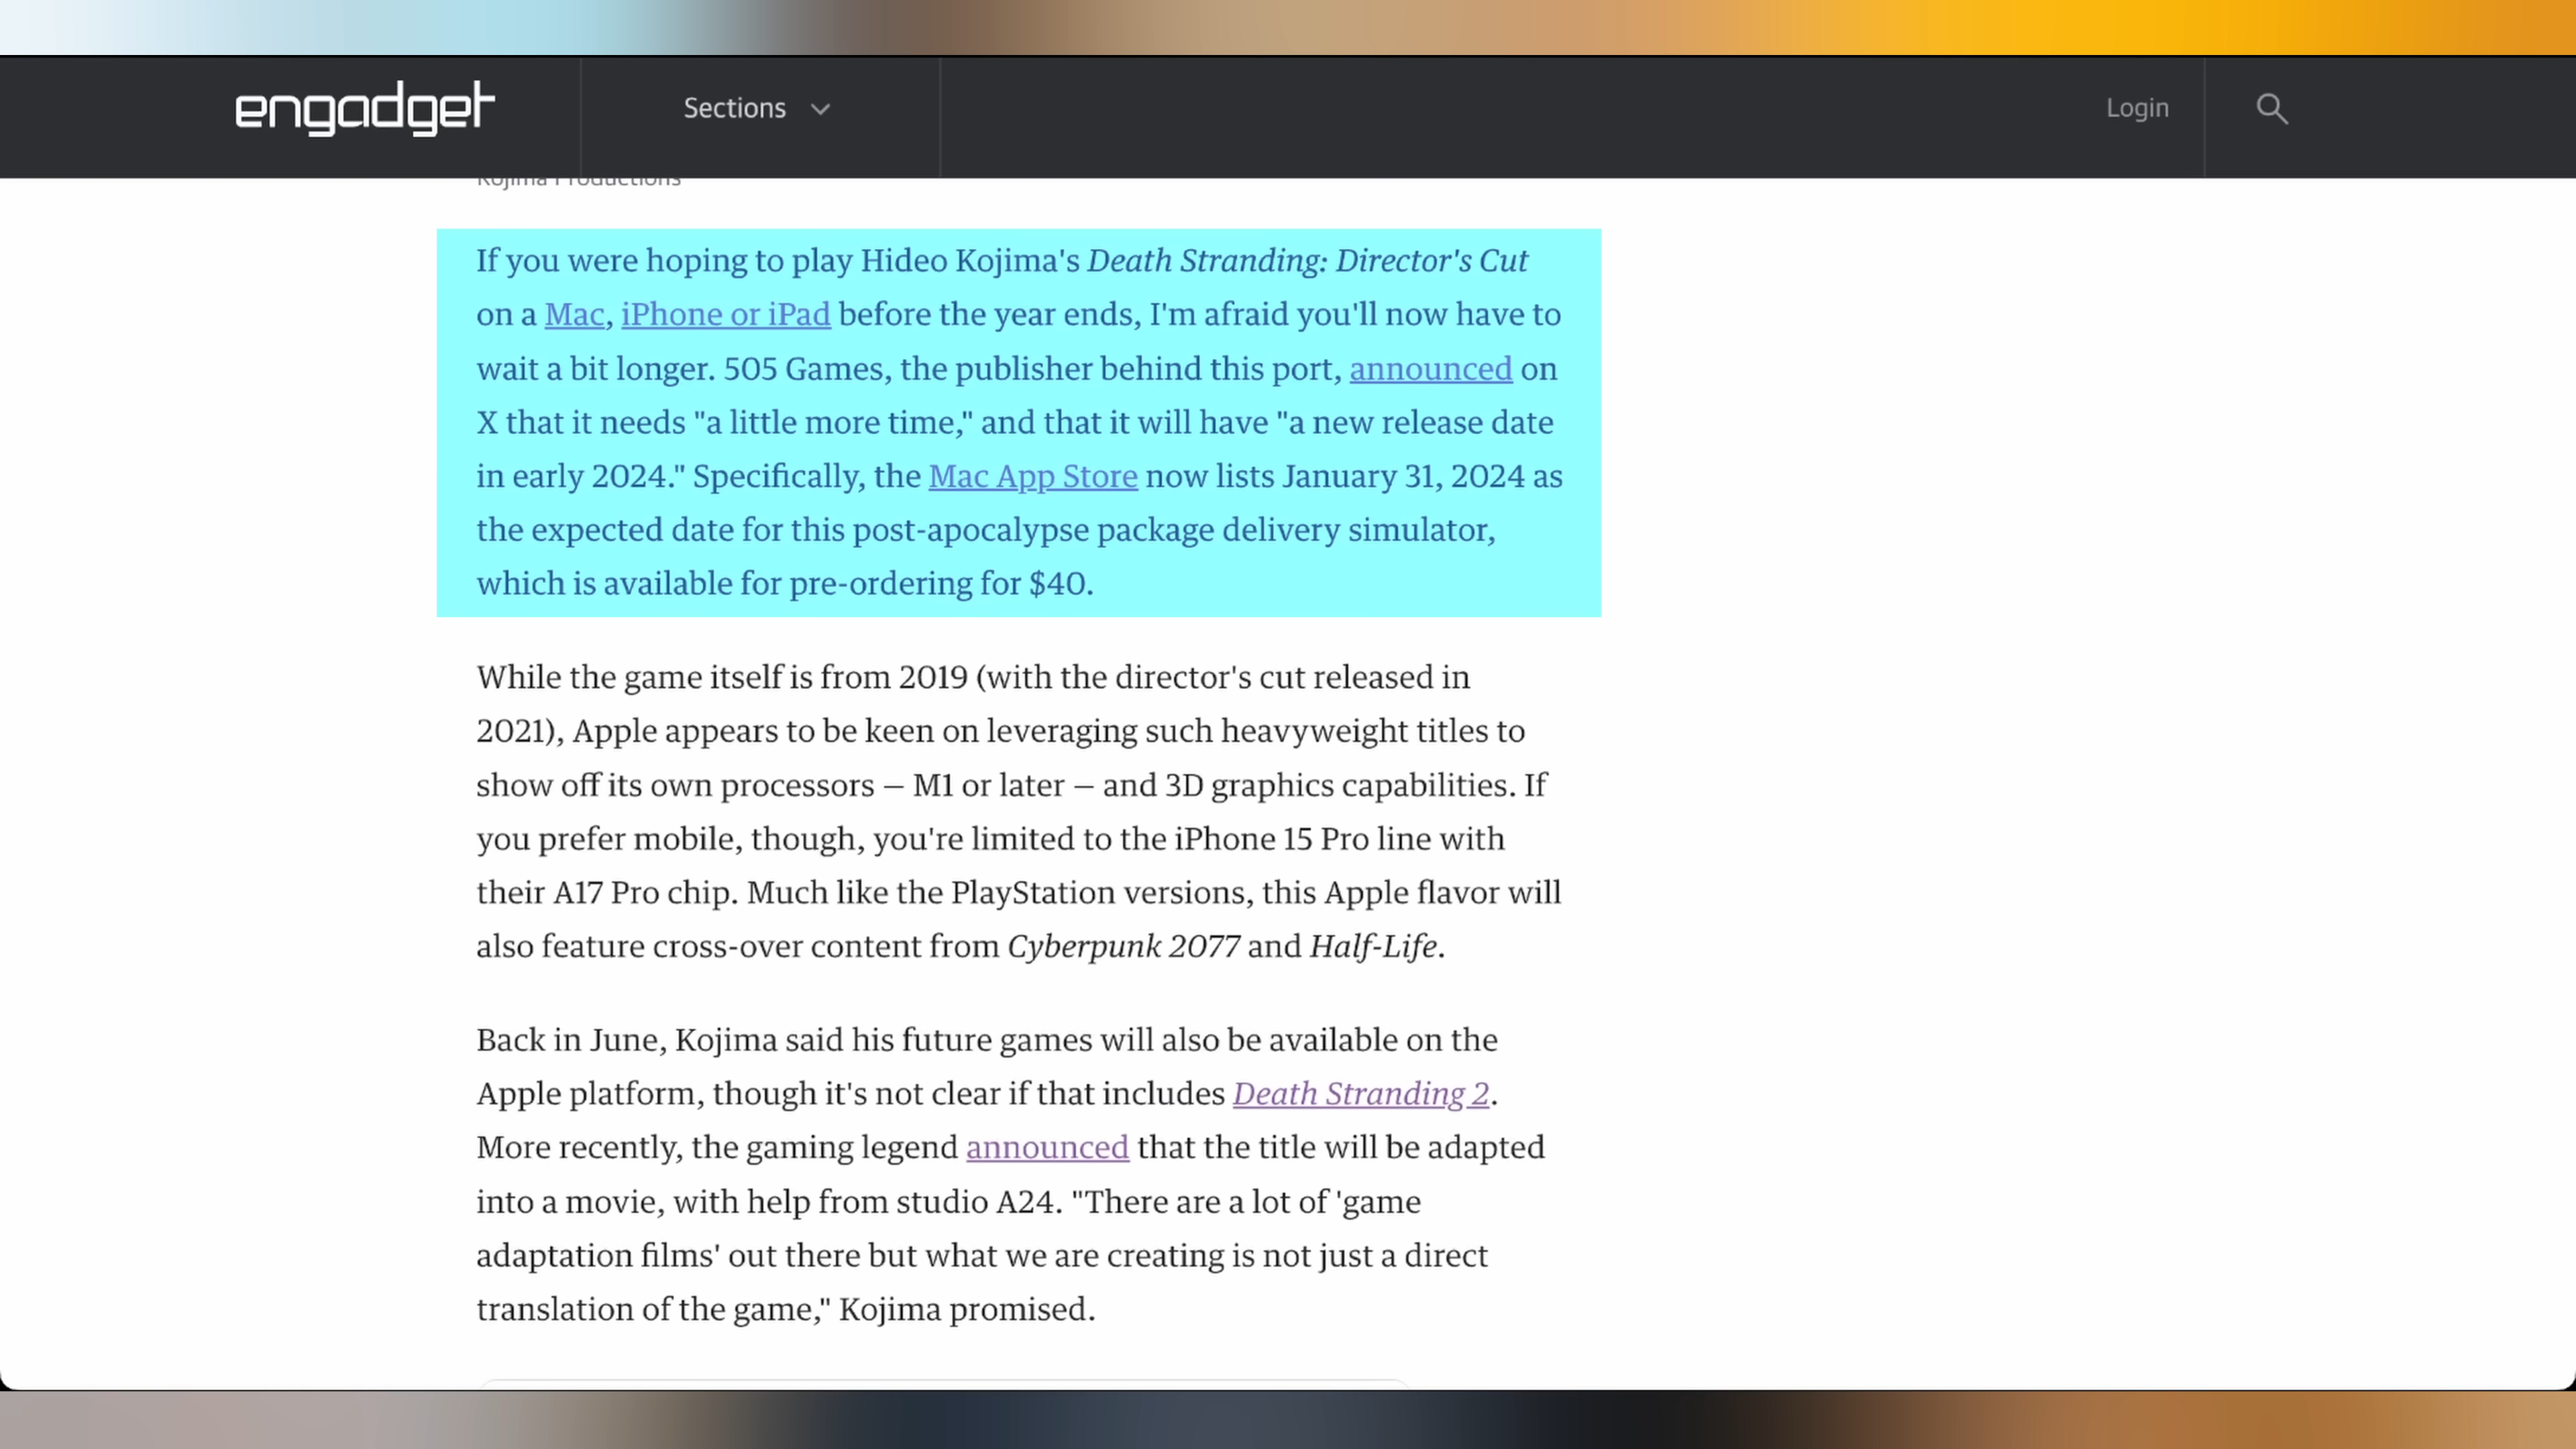 engadget
Sections
Login
Kojima Productions
If you were hoping to play Hideo Kojima's Death Stranding: Director's Cut
on a Mac, iPhone or iPad before the year ends, I'm afraid you'll now have to
wait a bit longer. 505 Games, the publisher behind this port, announced on
X that it needs "a little more time," and that it will have "a new release date
in early 2024." Specifically, the Mac App Store now lists January 31, 2024 as
the expected date for this post-apocalypse package delivery simulator,
which is available for pre-ordering for $40.
While the game itself is from 2019 (with the director's cut released in
2021), Apple appears to be keen on leveraging such heavyweight titles to
show off its own processors — M1 or later — and 3D graphics capabilities. If
you prefer mobile, though, you're limited to the iPhone 15 Pro line with
their A17 Pro chip. Much like the PlayStation versions, this Apple flavor will
also feature cross-over content from Cyberpunk 2077 and Half-Life.
Back in June, Kojima said his future games will also be available on the
Apple platform, though it's not clear if that includes Death Stranding 2.
More recently, the gaming legend announced that the title will be adapted
into a movie, with help from studio A24. "There are a lot of 'game
adaptation films' out there but what we are creating is not just a direct
translation of the game," Kojima promised.